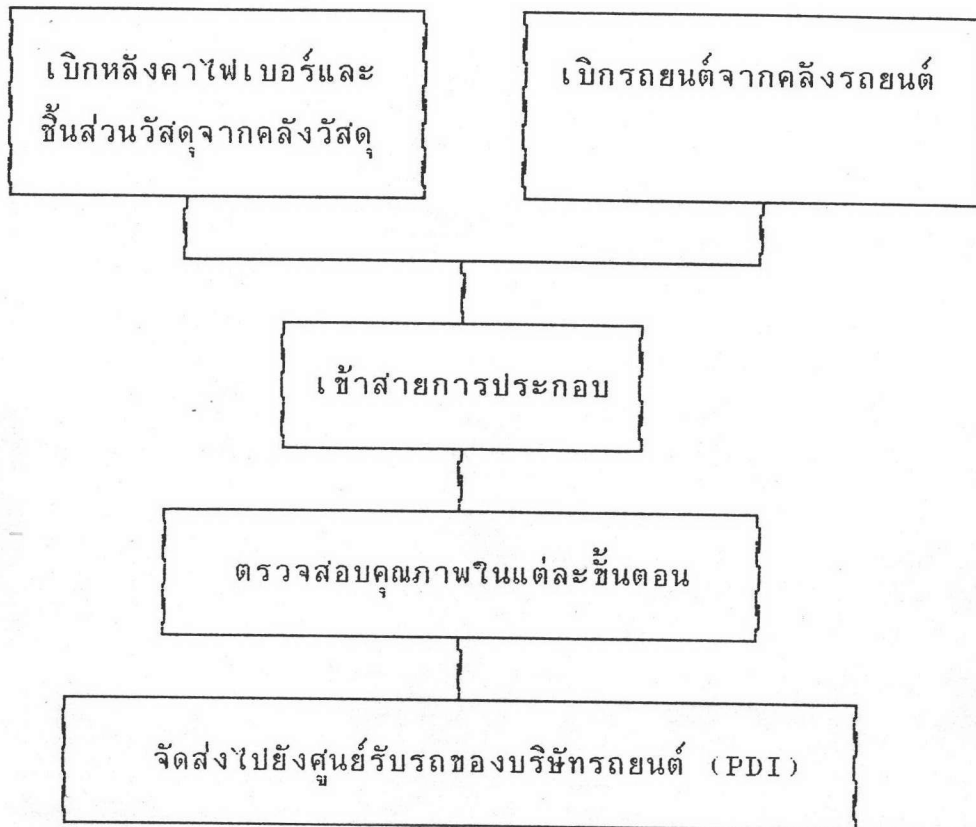 เบิกหลังคาไฟเบอร์และ
ชิ้นส่วนวัสดุจากคลังวัสดุ
เบิกรถยนต์จากคลังรถยนต์
เข้าสายการประกอบ
ตรวจสอบคุณภาพในแต่ละขั้นตอน
จัดส่งไปยังศูนย์รับรถของบริษัทรถยนต์ (PDI)